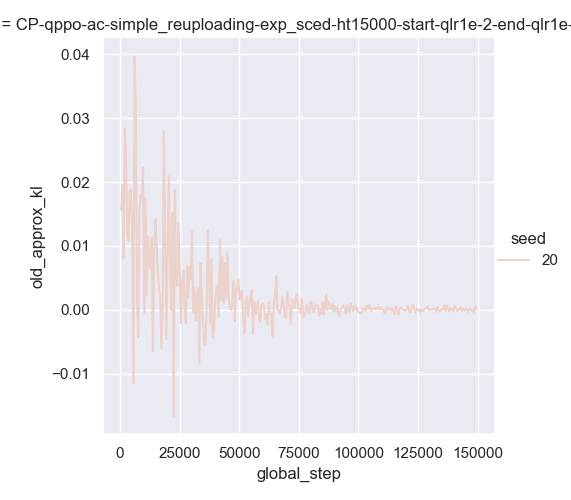 = CP-qppo-ac-simple_reuploading-exp_sced-ht15000-start-qlr1e-2-end-qlr1e-
0.04
0.03
0.02
0.01
0.00
−0.01
old_approx_kl
0 25000 50000 75000 100000 125000 150000
global_step
seed
20